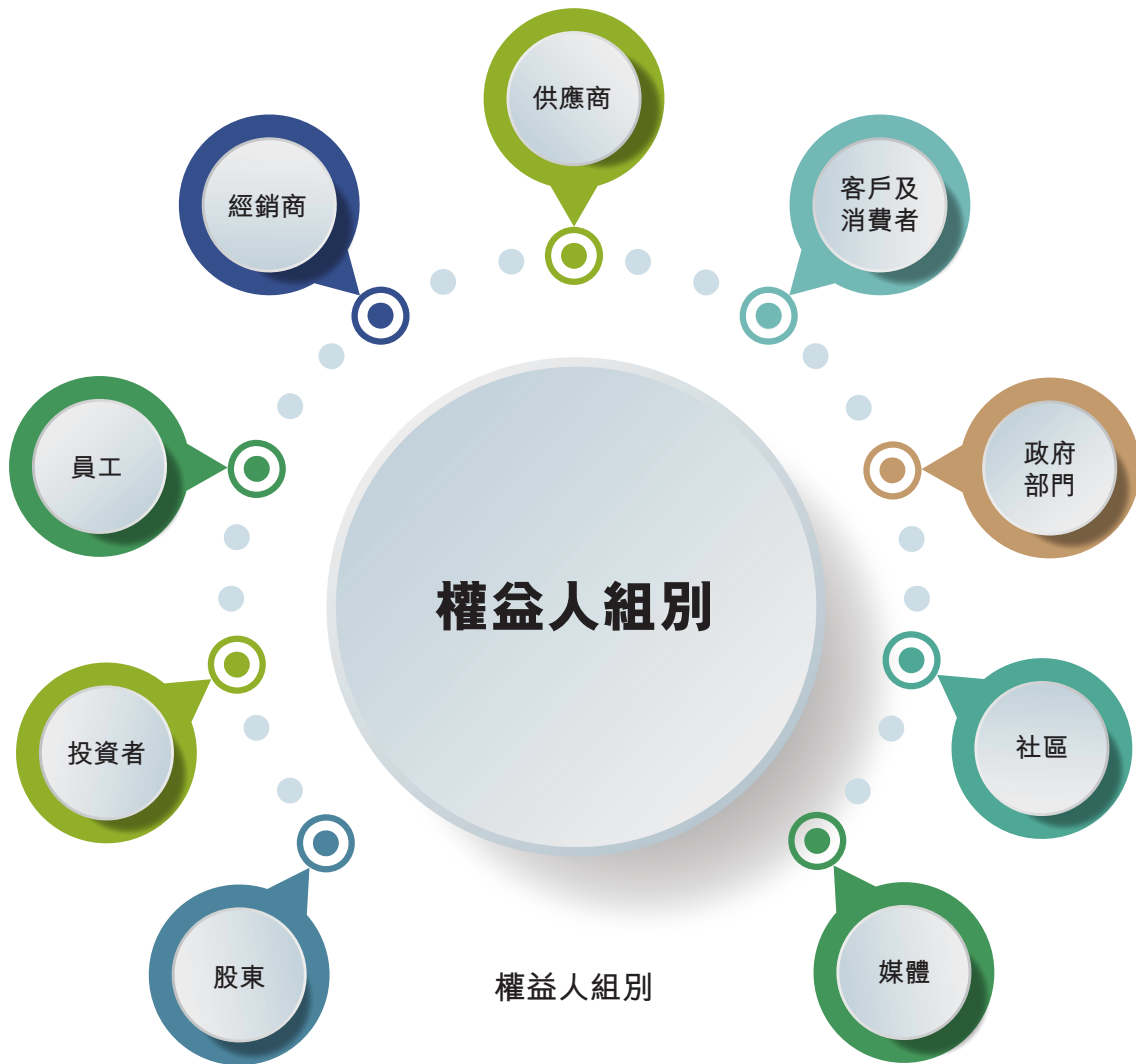 供應商
經銷商
客戶及
消費者
員工
政府
部門
權益人組別
投資者
社區
股東
媒體
權益人組別